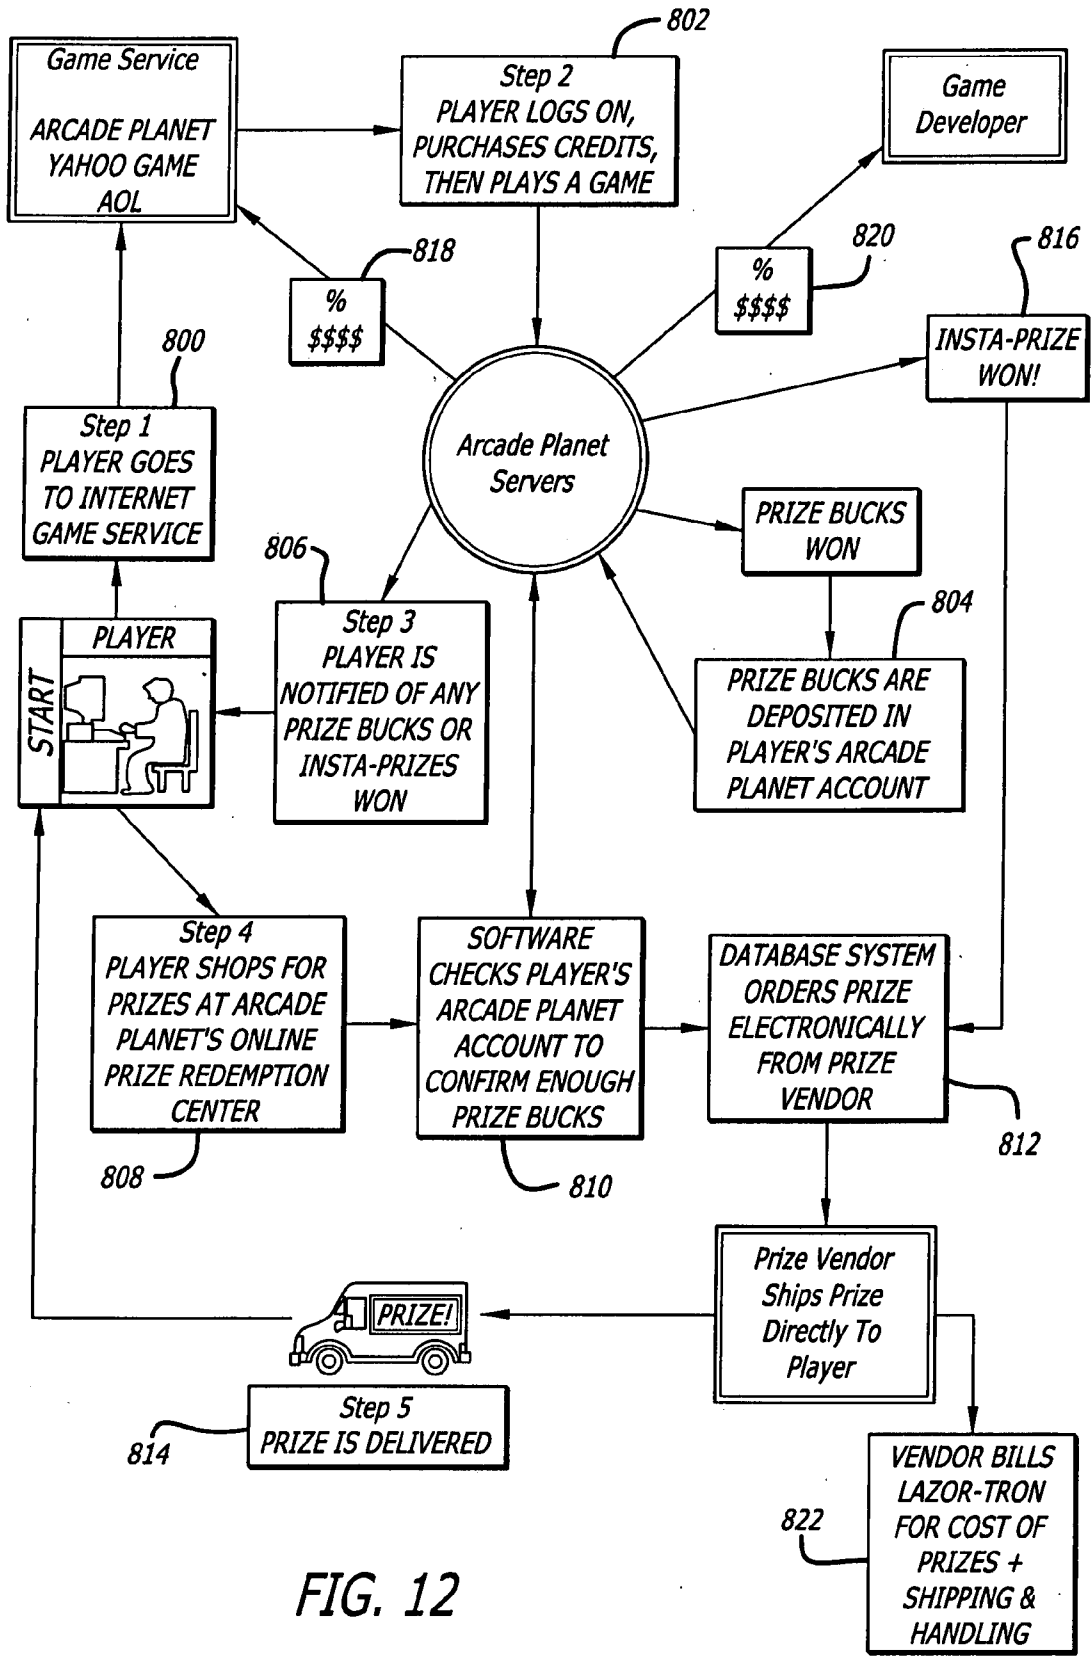 802
Game Service
ARCADE PLANET
YAHOO GAME
AOL
Step 2
PLAYER LOGS ON,
PURCHASES CREDITS,
THEN PLAYS A GAME
Game
Developer
818
%
$$$$
820
%
$$$$
816
INSTA-PRIZE
WON!
800
Step 1
PLAYER GOES
TO INTERNET
GAME SERVICE
Arcade Planet
Servers
PRIZE BUCKS
WON
806
Step 3
PLAYER IS
NOTIFIED OF ANY
PRIZE BUCKS OR
INSTA-PRIZES
WON
804
PRIZE BUCKS ARE
DEPOSITED IN
PLAYER'S ARCADE
PLANET ACCOUNT
START
PLAYER
Step 4
PLAYER SHOPS FOR
PRIZES AT ARCADE
PLANET'S ONLINE
PRIZE REDEMPTION
CENTER
808
SOFTWARE
CHECKS PLAYER'S
ARCADE PLANET
ACCOUNT TO
CONFIRM ENOUGH
PRIZE BUCKS
810
DATABASE SYSTEM
ORDERS PRIZE
ELECTRONICALLY
FROM PRIZE
VENDOR
812
Prize Vendor
Ships Prize
Directly To
Player
PRIZE!
Step 5
PRIZE IS DELIVERED
814
VENDOR BILLS
LAZOR-TRON
FOR COST OF
PRIZES +
SHIPPING &
HANDLING
822
FIG. 12